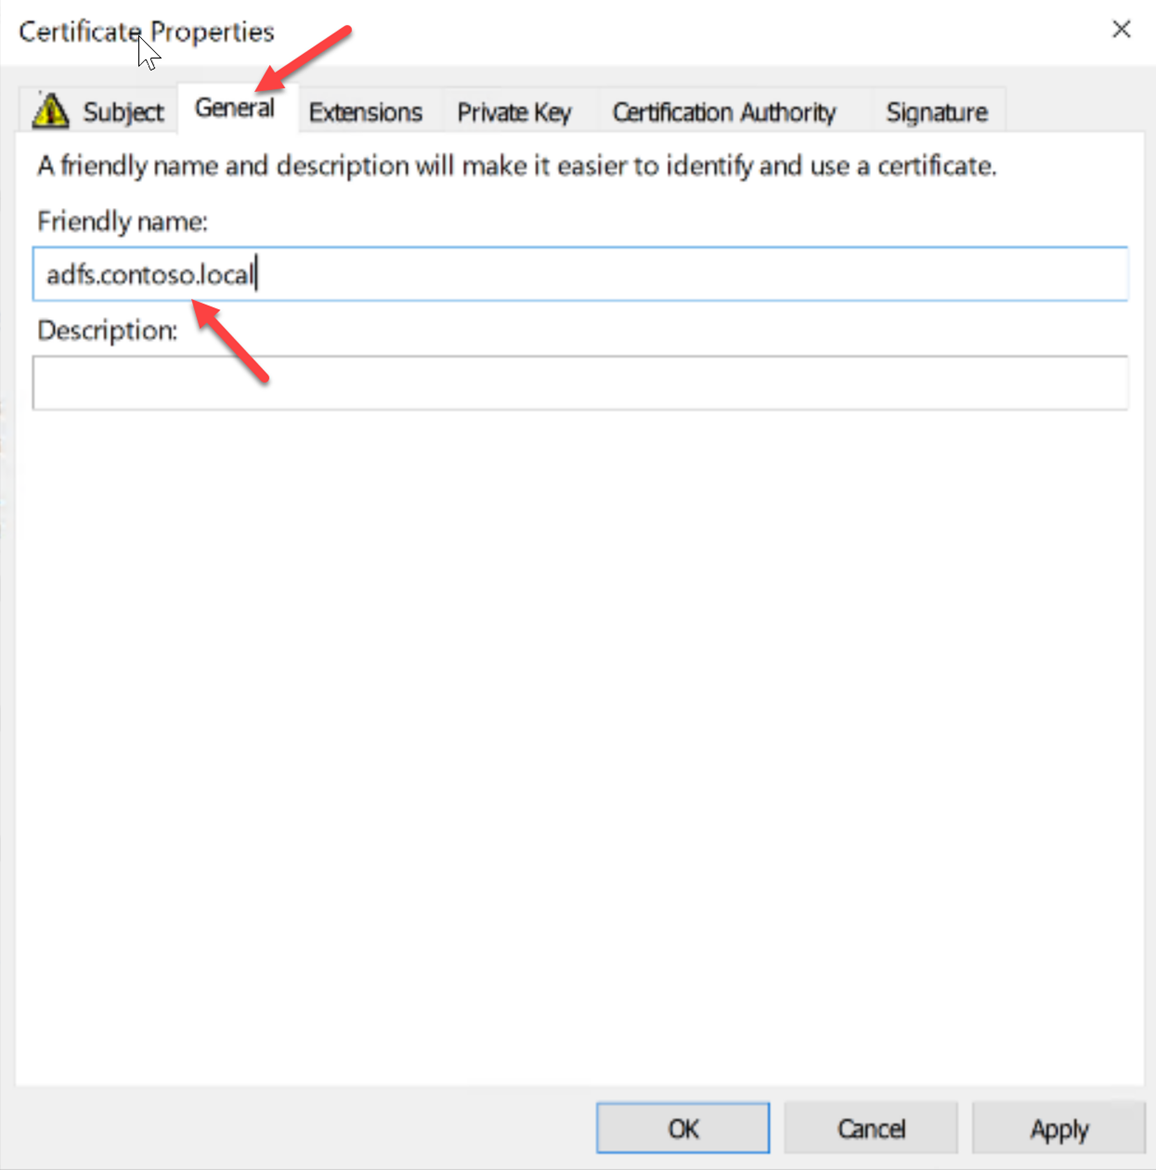 Certificate Properties
Subject General Extensions Private Key Certification Authority Signature
A friendly name and description will make it easier to identify and use a certificate.
Friendly name:
adfs.contoso.local
Description:
OK Cancel Apply